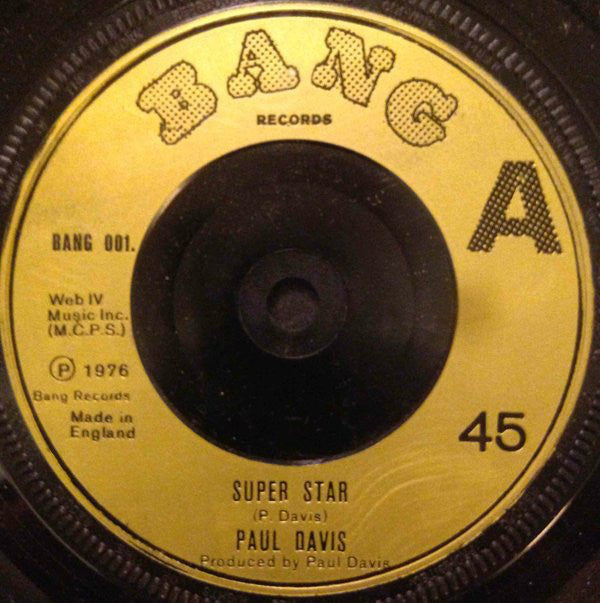 BANG
RECORDS
A
BANG 001.
Web IV
Music Inc.
(M.C.P.S.)
Ⓟ 1976
Bang Records
Made in
England
45
SUPER STAR
(P. Davis)
PAUL DAVIS
Produced by Paul Davis